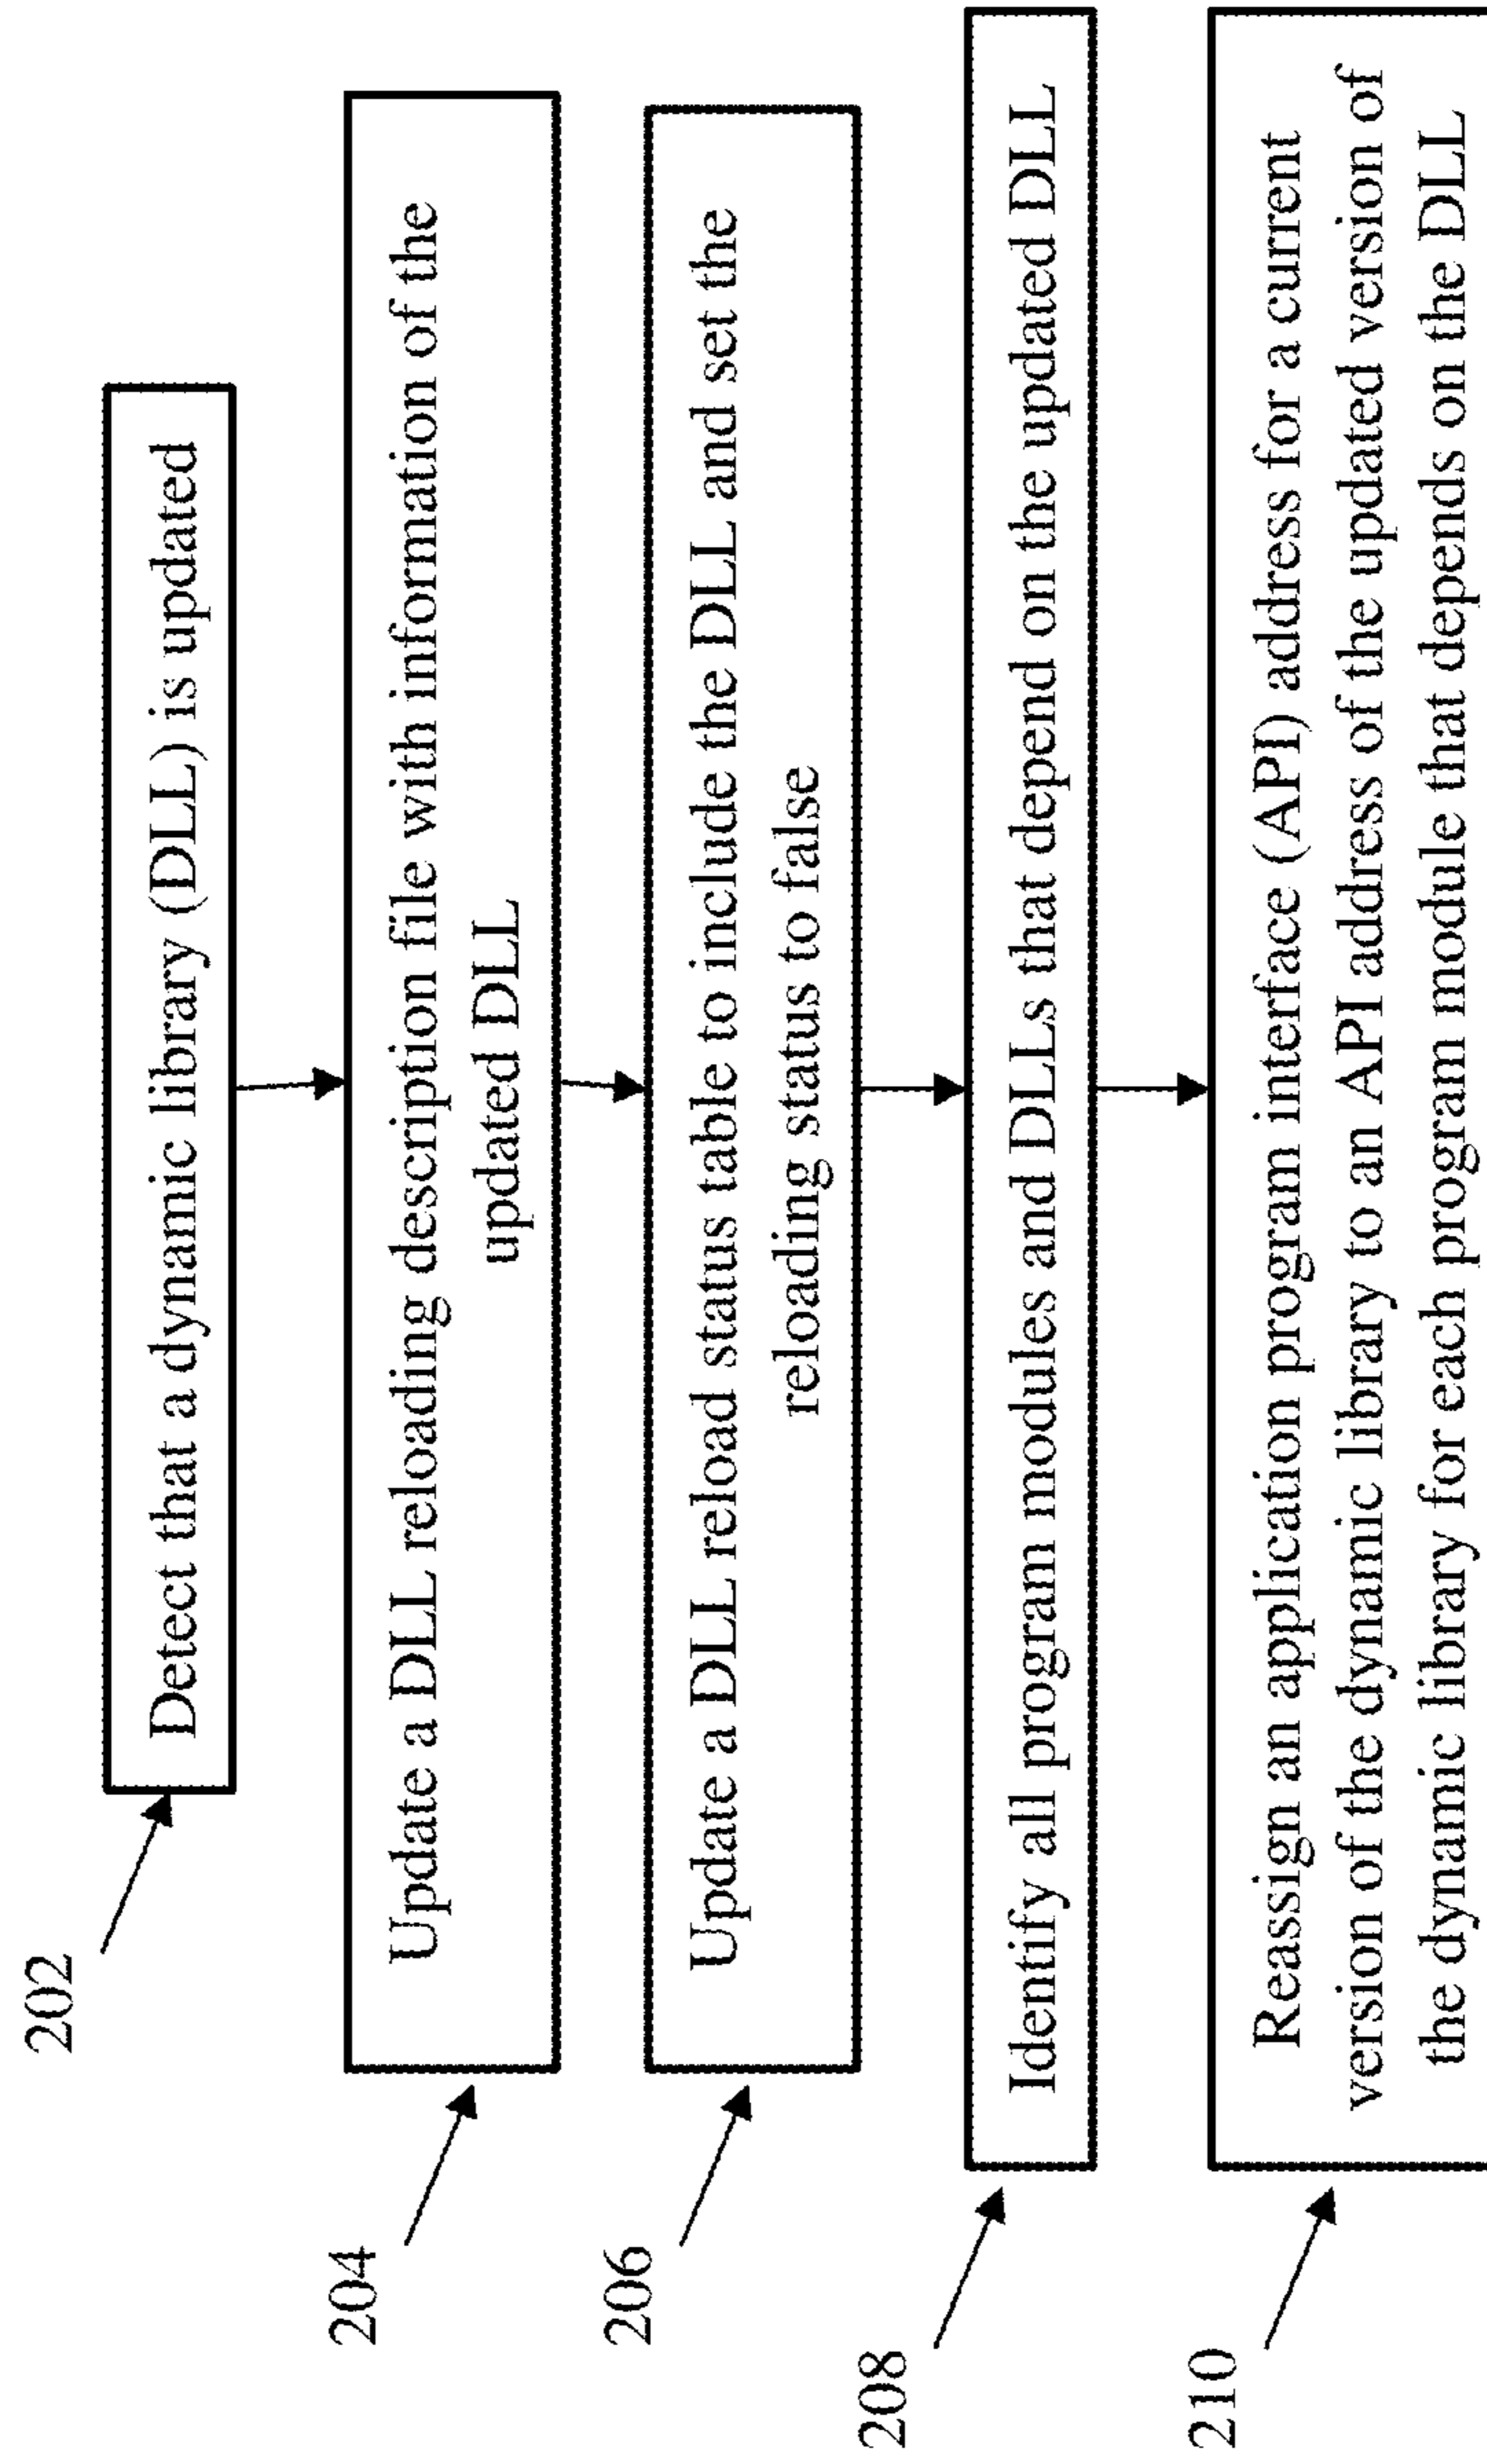 202
Detect that a dynamic library (DLL) is updated
204
Update a DLL reloading description file with information of the
updated DLL
206
Update a DLL reload status table to include the DLL and set the
reloading status to false
208
Identify all program modules and DLLs that depend on the updated DLL
210
Reassign an application program interface (API) address for a current
version of the dynamic library to an API address of the updated version of
the dynamic library for each program module that depends on the DLL